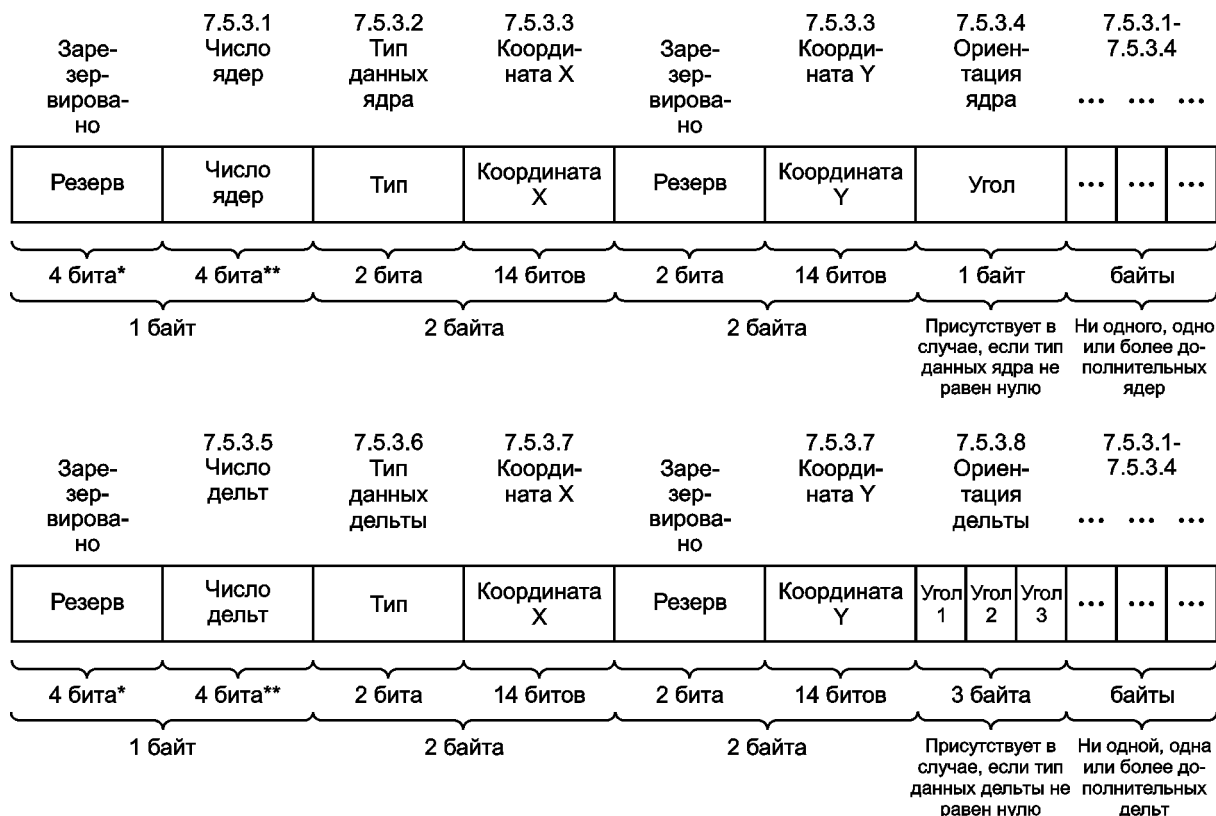 Заре-
зер-
вирова-
но
7.5.3.1
Число
ядер
7.5.3.2
Тип
данных
ядра
7.5.3.3
Коорди-
ната X
Заре-
зер-
вирова-
но
7.5.3.3
Коорди-
ната Y
7.5.3.4
Ориен-
тация
ядра
7.5.3.1-
7.5.3.4
... ... ...
Резерв
Число
ядер
Тип
Координата
X
Резерв
Координата
Y
Угол
... ... ...
4 бита*
4 бита**
2 бита
14 битов
2 бита
14 битов
1 байт
байты
1 байт
2 байта
2 байта
Присутствует в
случае, если тип
данных ядра не
равен нулю
Ни одного, одно
или более до-
полнительных
ядер
Заре-
зер-
вирова-
но
7.5.3.5
Число
дельт
7.5.3.6
Тип
данных
дельты
7.5.3.7
Коорди-
ната X
Заре-
зер-
вирова-
но
7.5.3.7
Коорди-
ната Y
7.5.3.8
Ориен-
тация
дельты
7.5.3.1-
7.5.3.4
... ... ...
Резерв
Число
дельт
Тип
Координата
X
Резерв
Координата
Y
Угол
1
Угол
2
Угол
3
... ... ...
4 бита*
4 бита**
2 бита
14 битов
2 бита
14 битов
3 байта
байты
1 байт
2 байта
2 байта
Присутствует в
случае, если тип
данных дельты не
равен нулю
Ни одной, одна
или более до-
полнительных
дельт